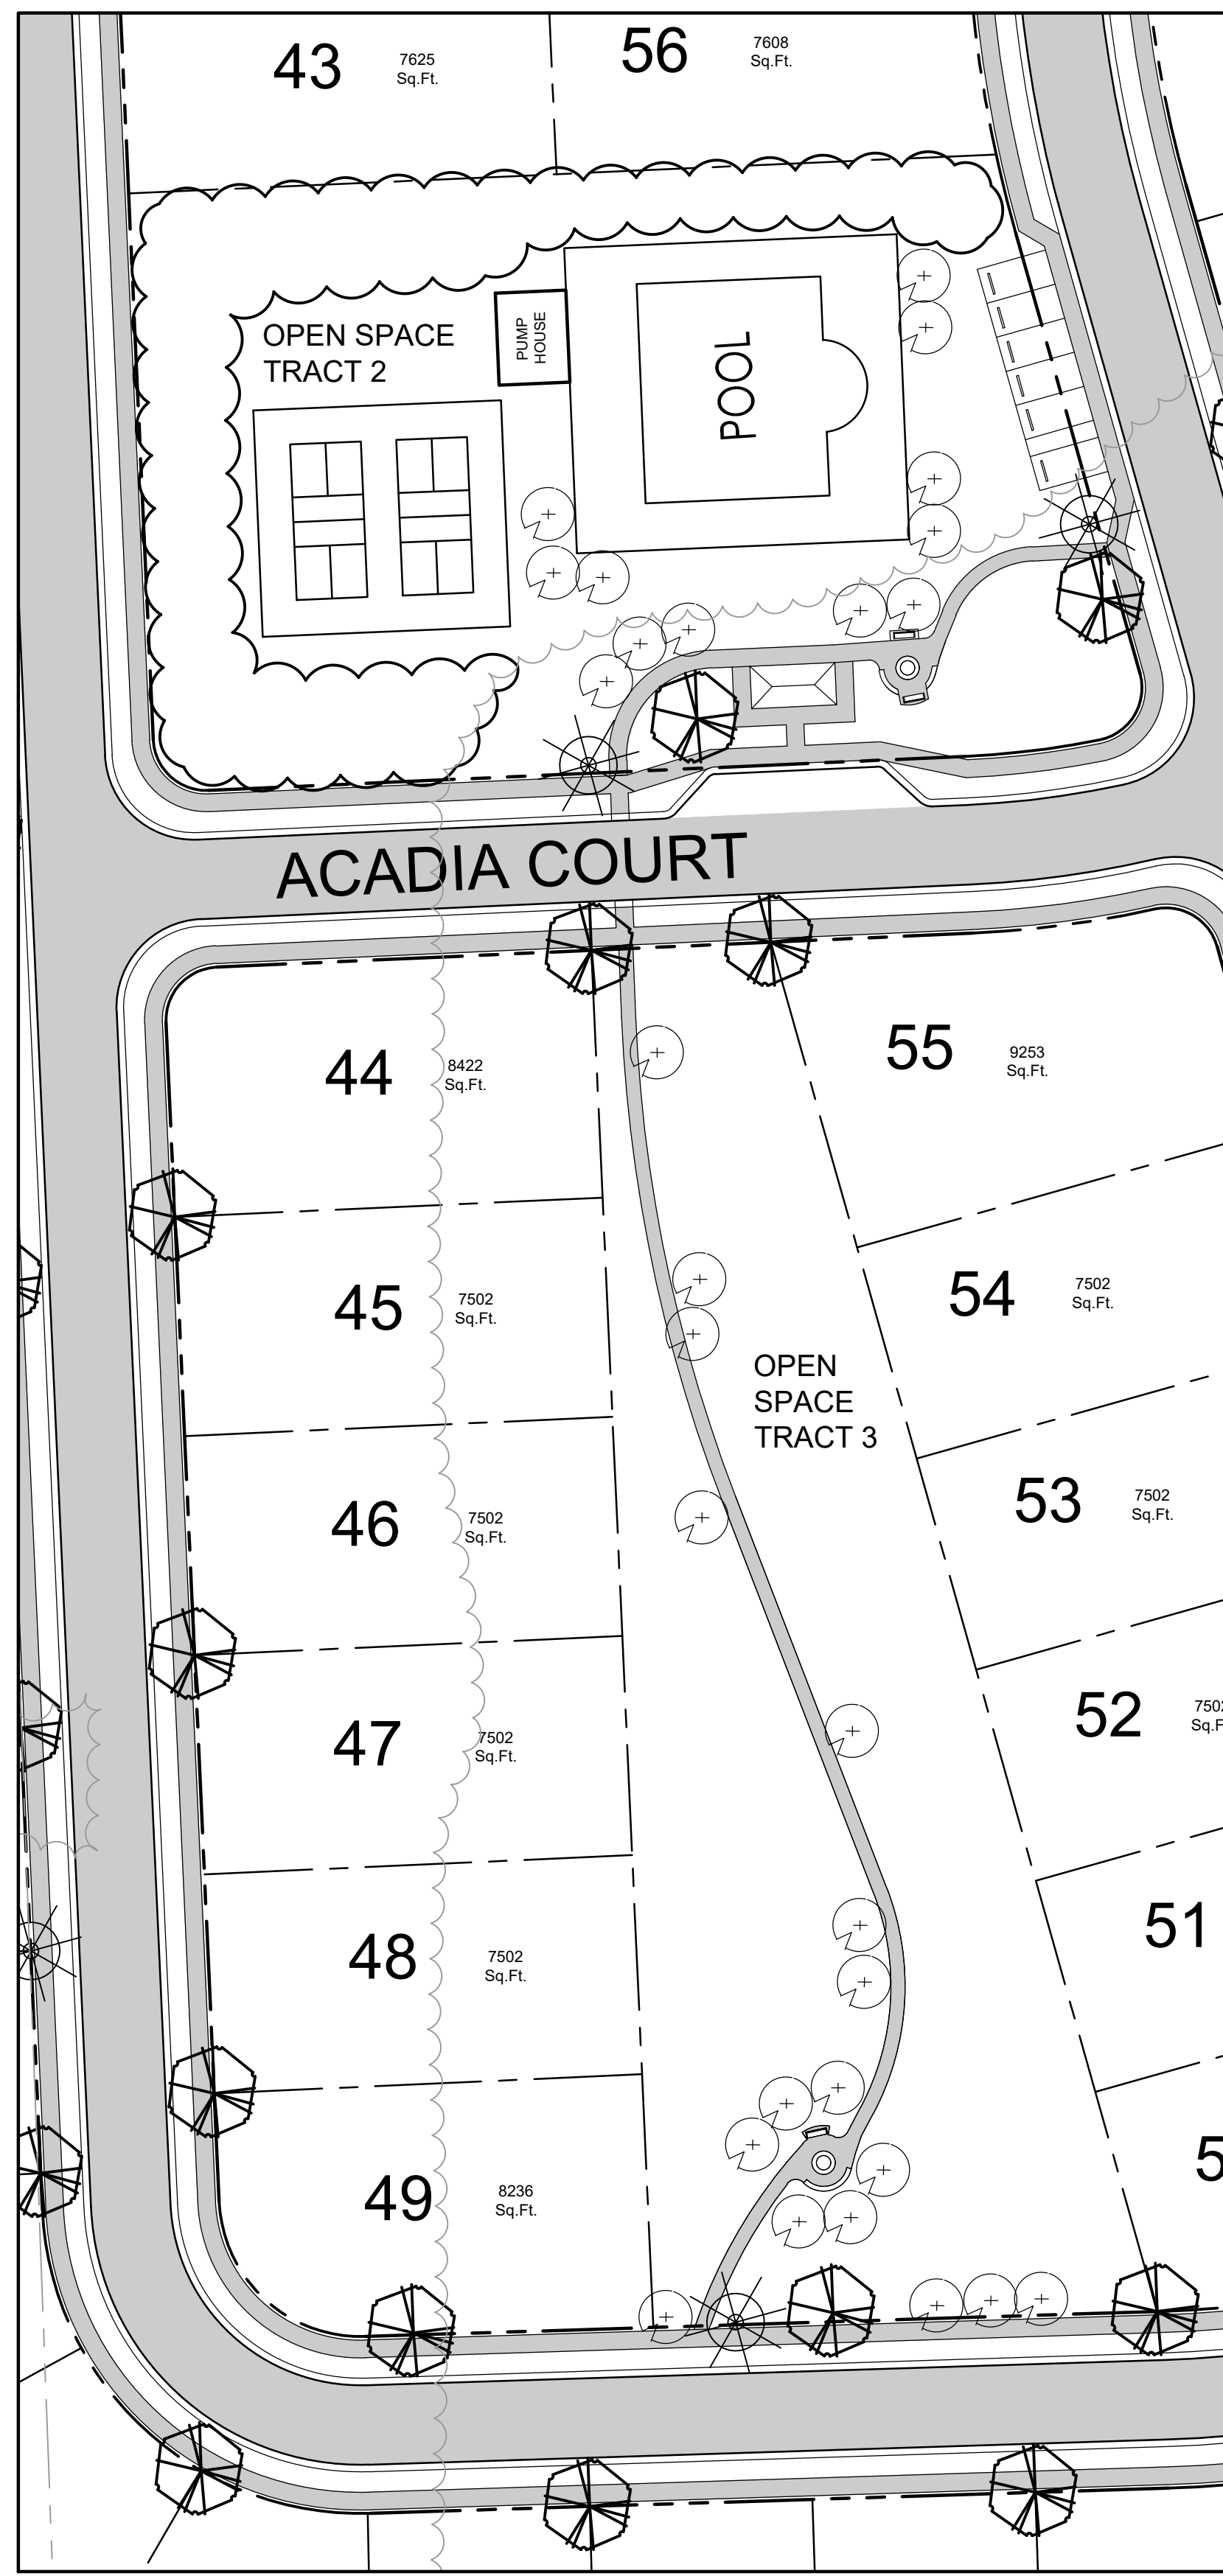 43
7625
Sq.Ft.
56
7608
Sq.Ft.
OPEN SPACE
TRACT 2
PUMP
HOUSE
POOL
ACADIA COURT
44
8422
Sq.Ft.
55
9253
Sq.Ft.
45
7502
Sq.Ft.
54
7502
Sq.Ft.
OPEN
SPACE
TRACT 3
46
7502
Sq.Ft.
53
7502
Sq.Ft.
47
7502
Sq.Ft.
52
48
7502
Sq.Ft.
51
49
8236
Sq.Ft.